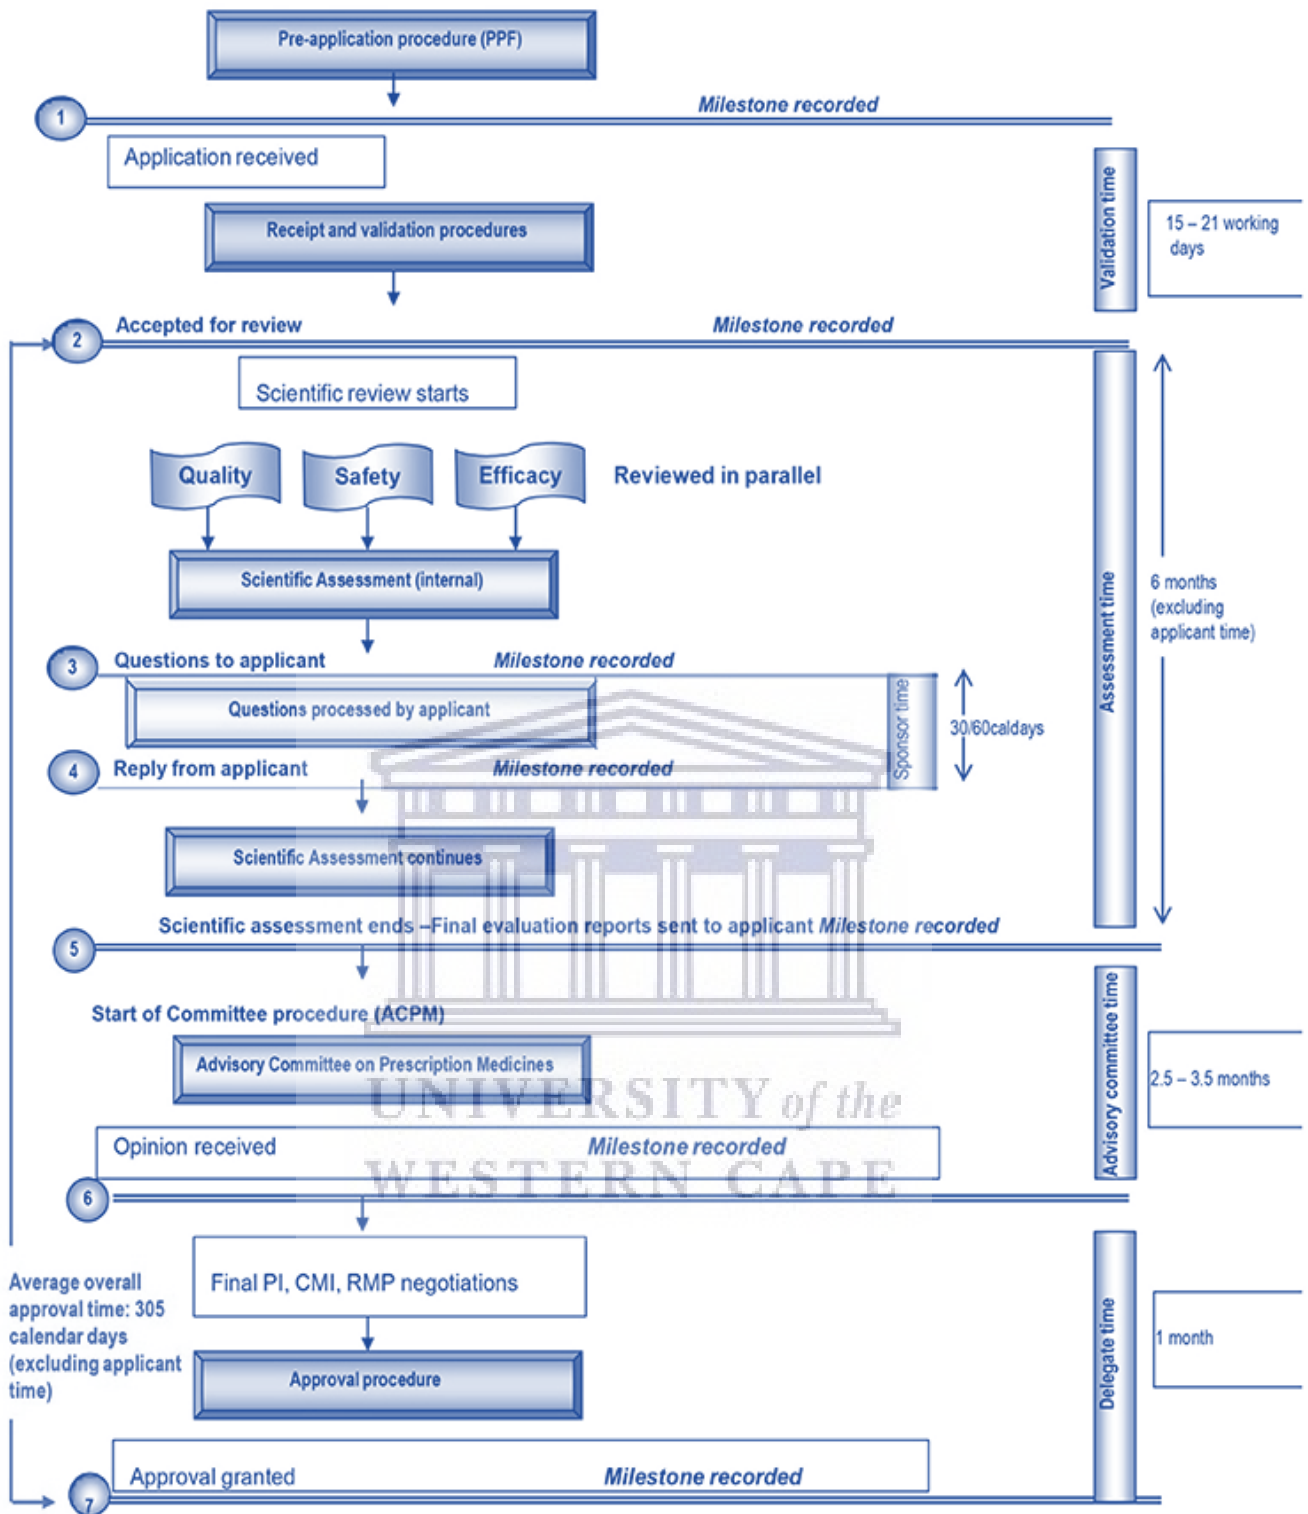 Pre-application procedure (PPF)
Milestone recorded
1
Application received
Receipt and validation procedures
Validation time
15 – 21 working
days
2
Accepted for review
Milestone recorded
Scientific review starts
Quality
Safety
Efficacy
Reviewed in parallel
Scientific Assessment (internal)
Assessment time
6 months
(excluding
applicant time)
3
Questions to applicant
Milestone recorded
Questions processed by applicant
Sponsor time
30/60caldays
4
Reply from applicant
Milestone recorded
Scientific Assessment continues
Scientific assessment ends –Final evaluation reports sent to applicant Milestone recorded
5
Start of Committee procedure (ACPM)
Advisory Committee on Prescription Medicines
Advisory committee time
2.5 – 3.5 months
UNIVERSITY of the
Opinion received
Milestone recorded
WESTERN CAPE
6
Final PI, CMI, RMP negotiations
Average overall
approval time: 305
calendar days
(excluding applicant
time)
Delegate time
1 month
Approval procedure
Approval granted
Milestone recorded
7